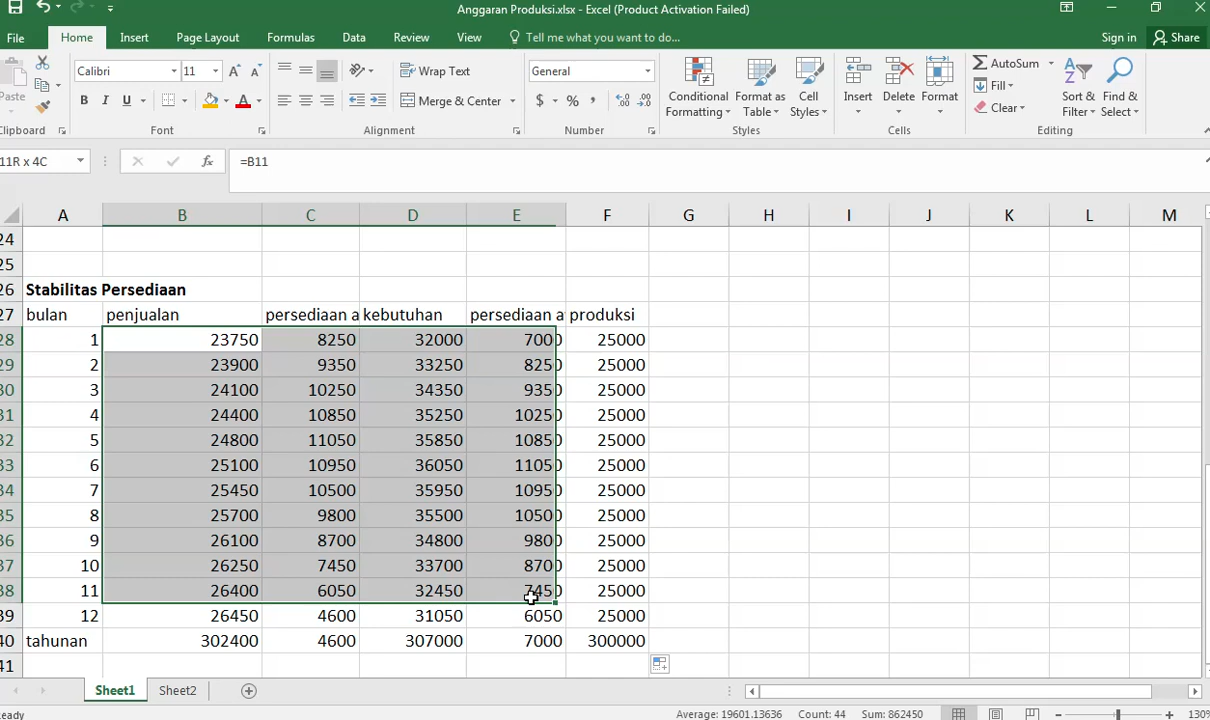 Anggaran Produksi.xlsx - Excel (Product Activation Failed)
File Home Insert Page Layout Formulas Data Review View Tell me what you want to do... Sign in Share
Calibri 11 Wrap Text General AutoSum
Paste B I U Merge & Center $ % , Conditional Formatting Format as Table Cell Styles Insert Delete Format Fill Clear Sort & Filter Find & Select
Clipboard Font Alignment Number Styles Cells Editing
11R x 4C fx =B11
A B C D E F G H I J K L M
24
25
26 Stabilitas Persediaan
27 bulan penjualan persediaan a kebutuhan persediaan a produksi
28 1 23750 8250 32000 7000 25000
29 2 23900 9350 33250 8250 25000
30 3 24100 10250 34350 9350 25000
31 4 24400 10850 35250 10250 25000
32 5 24800 11050 35850 10850 25000
33 6 25100 10950 36050 11050 25000
34 7 25450 10500 35950 10950 25000
35 8 25700 9800 35500 10500 25000
36 9 26100 8700 34800 9800 25000
37 10 26250 7450 33700 8700 25000
38 11 26400 6050 32450 7450 25000
39 12 26450 4600 31050 6050 25000
40 tahunan 302400 4600 307000 7000 300000
41
Sheet1 Sheet2
Ready Average: 19601.13636 Count: 44 Sum: 862450 130%